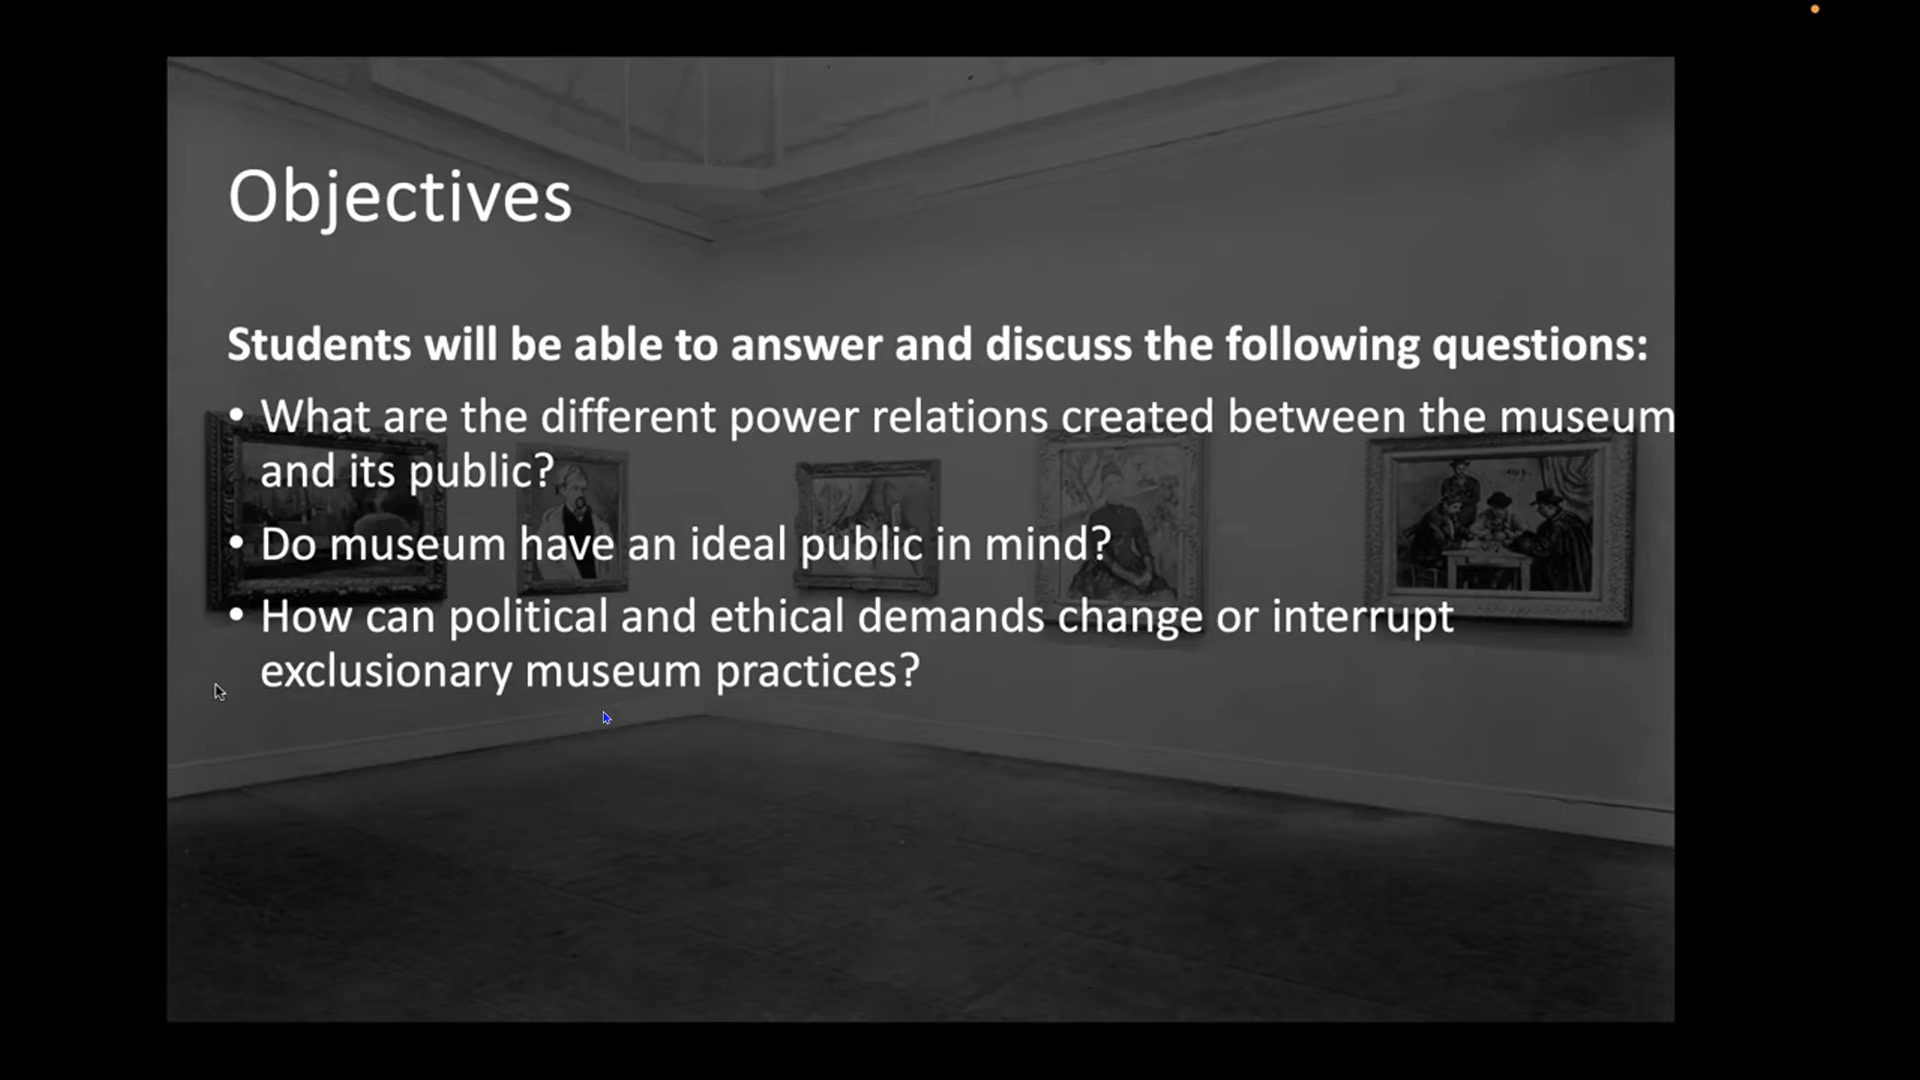 Objectives
Students will be able to answer and discuss the following questions:
• What are the different power relations created between the museum
and its public?
• Do museum have an ideal public in mind?
• How can political and ethical demands change or interrupt
exclusionary museum practices?